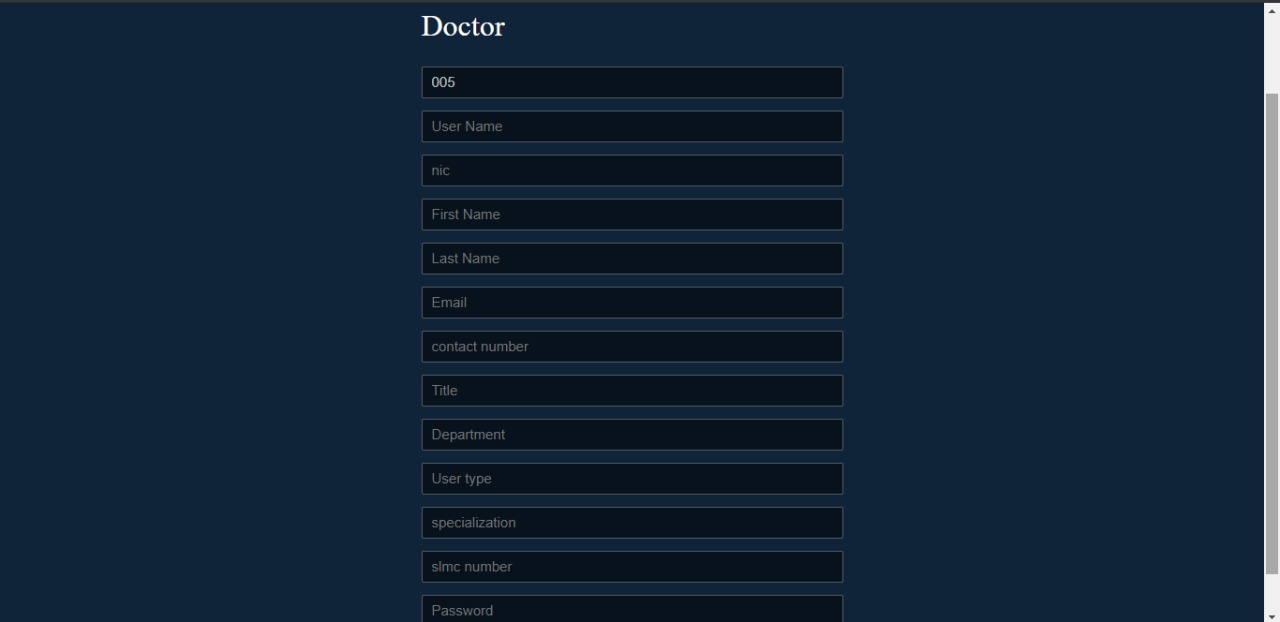 Doctor
005
User Name
nic
First Name
Last Name
Email
contact number
Title
Department
User type
specialization
slmc number
Password